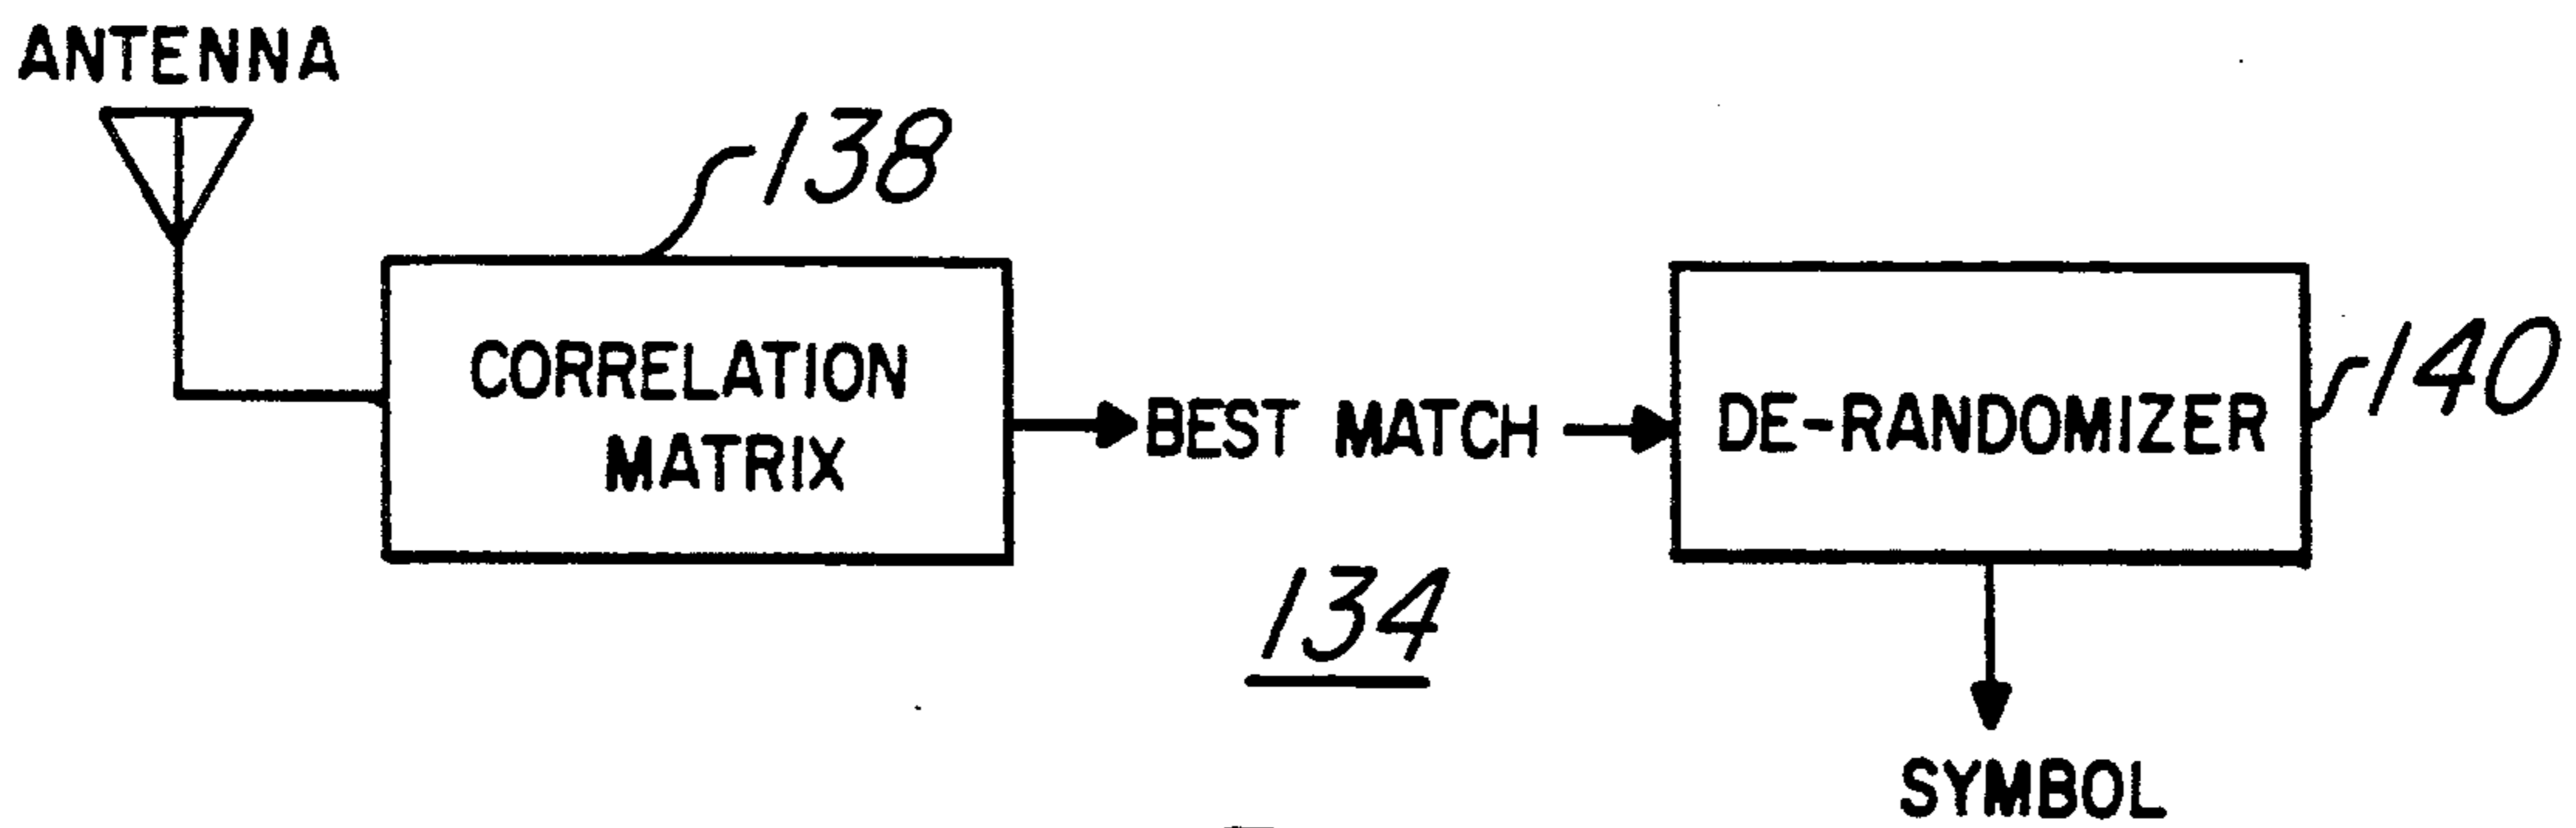 ANTENNA
138
CORRELATION
MATRIX
BEST MATCH
DE-RANDOMIZER
140
134
SYMBOL